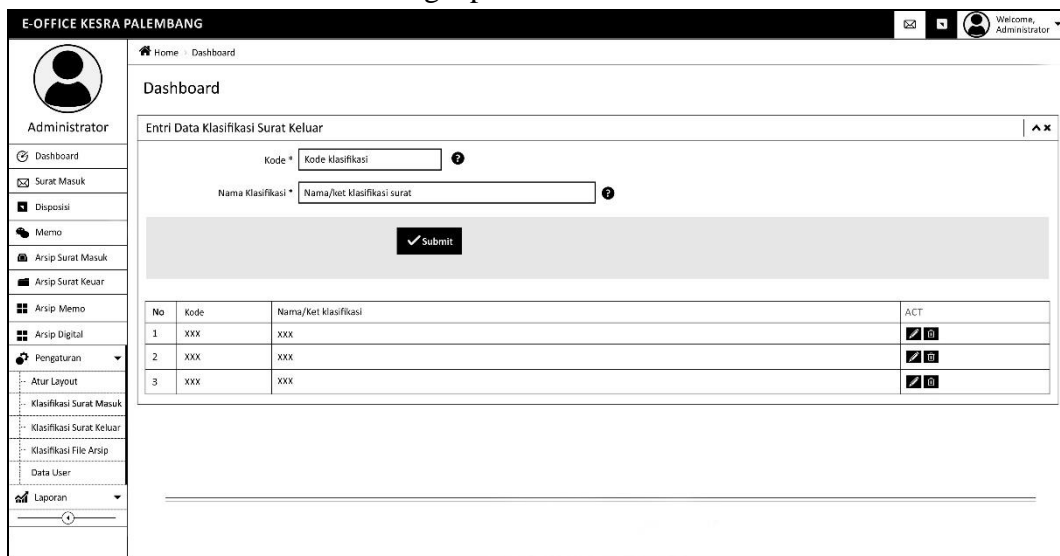 E-OFFICE KESRA PALEMBANG
Welcome,
Administrator
Home Dashboard
Dashboard
Administrator
Dashboard
Surat Masuk
Disposisi
Memo
Arsip Surat Masuk
Arsip Surat Keuar
Arsip Memo
Arsip Digital
Pengaturan
Atur Layout
Klasifikasi Surat Masuk
Klasifikasi Surat Keluar
Klasifikasi File Arsip
Data User
Laporan
Entri Data Klasifikasi Surat Keluar
Kode * Kode klasifikasi ?
Nama Klasifikasi * Nama/ket klasifikasi surat ?
Submit
No Kode Nama/Ket klasifikasi ACT
1 XXX XXX
2 XXX XXX
3 XXX XXX